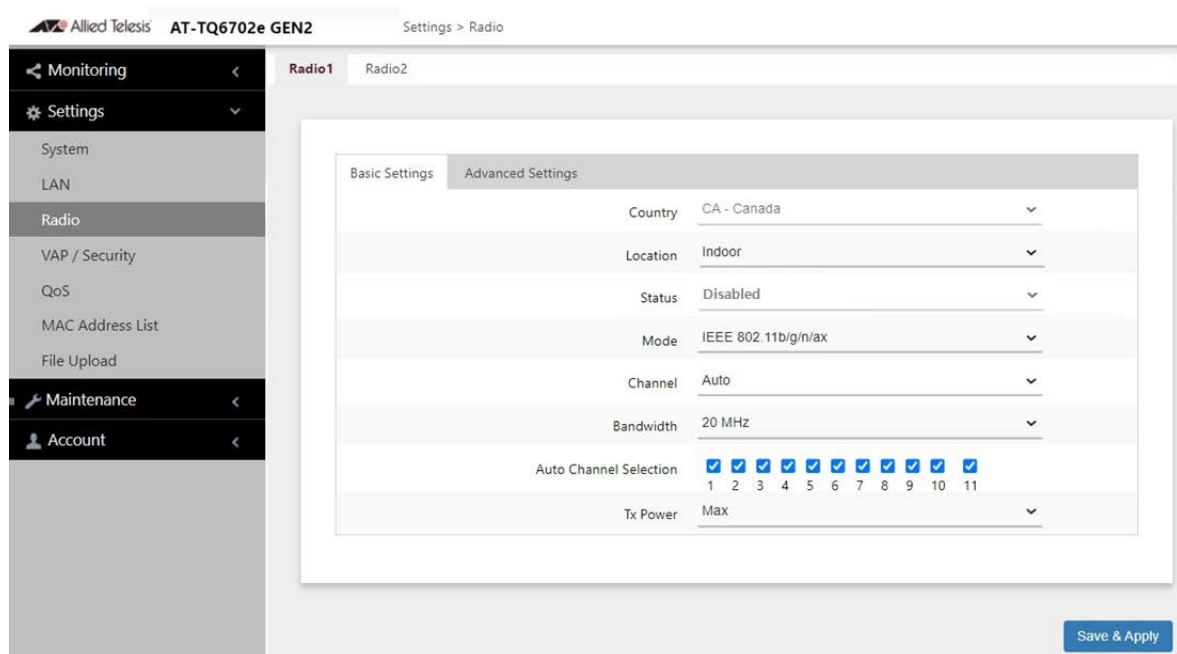 Allied Telesis AT-TQ6702e GEN2 Settings > Radio
Monitoring
Settings
System
LAN
Radio
VAP / Security
QoS
MAC Address List
File Upload
Maintenance
Account
Radio1 Radio2
Basic Settings Advanced Settings
Country CA - Canada
Location Indoor
Status Disabled
Mode IEEE 802.11b/g/n/ax
Channel Auto
Bandwidth 20 MHz
Auto Channel Selection
1 2 3 4 5 6 7 8 9 10 11
Tx Power Max
Save & Apply